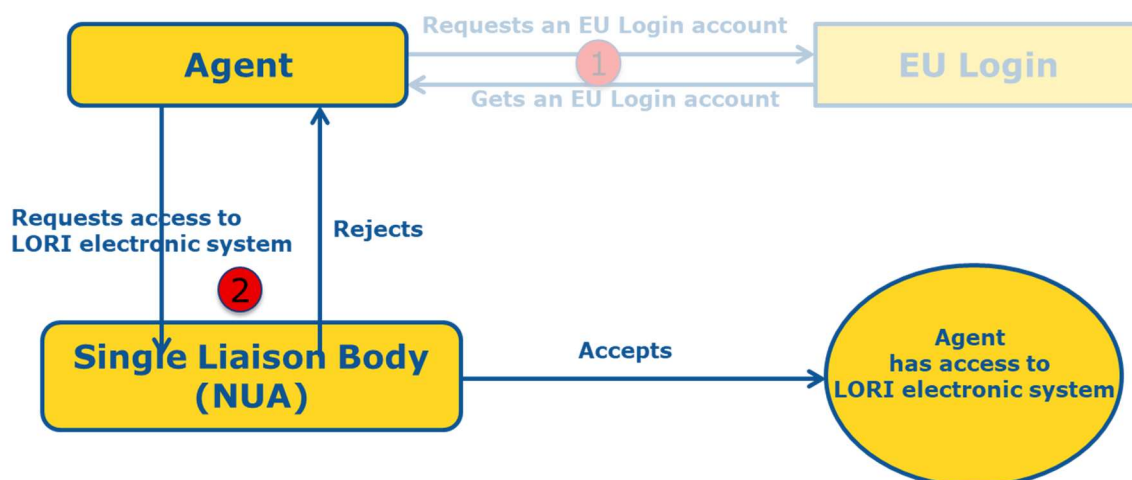 Requests an EU Login account
Agent
1
EU Login
Gets an EU Login account
Requests access to
LORI electronic system
Rejects
2
Single Liaison Body
(NUA)
Accepts
Agent
has access to
LORI electronic system